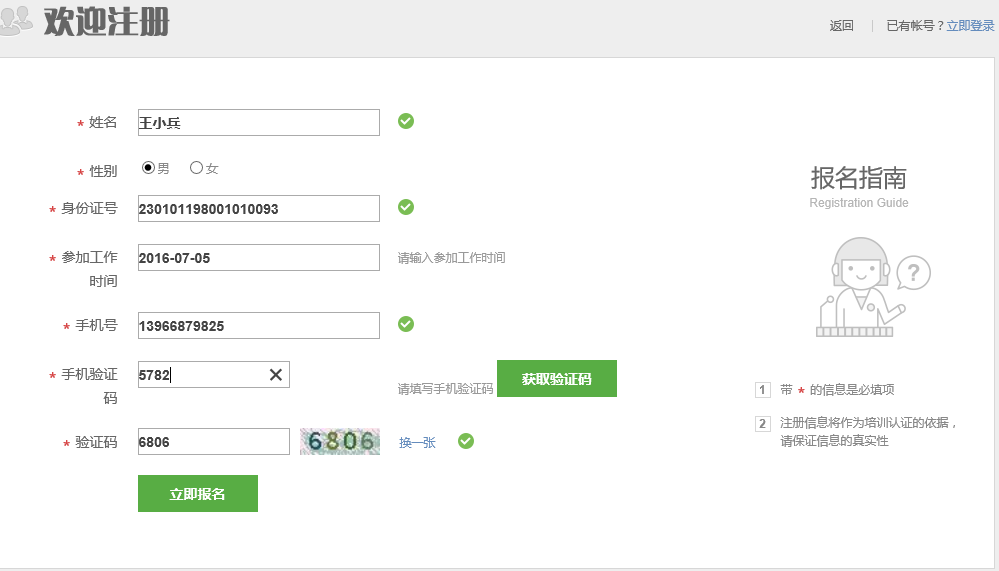 欢迎注册
返回 | 已有帐号？立即登录
* 姓名 王小兵
* 性别 男 女
* 身份证号 230101198001010093
* 参加工作时间 2016-07-05 请输入参加工作时间
* 手机号 13966879825
* 手机验证码 5782 请填写手机验证码 获取验证码
* 验证码 6806 6806 换一张
立即报名
报名指南
Registration Guide
?
1 带 * 的信息是必填项
2 注册信息将作为培训认证的依据，
请保证信息的真实性